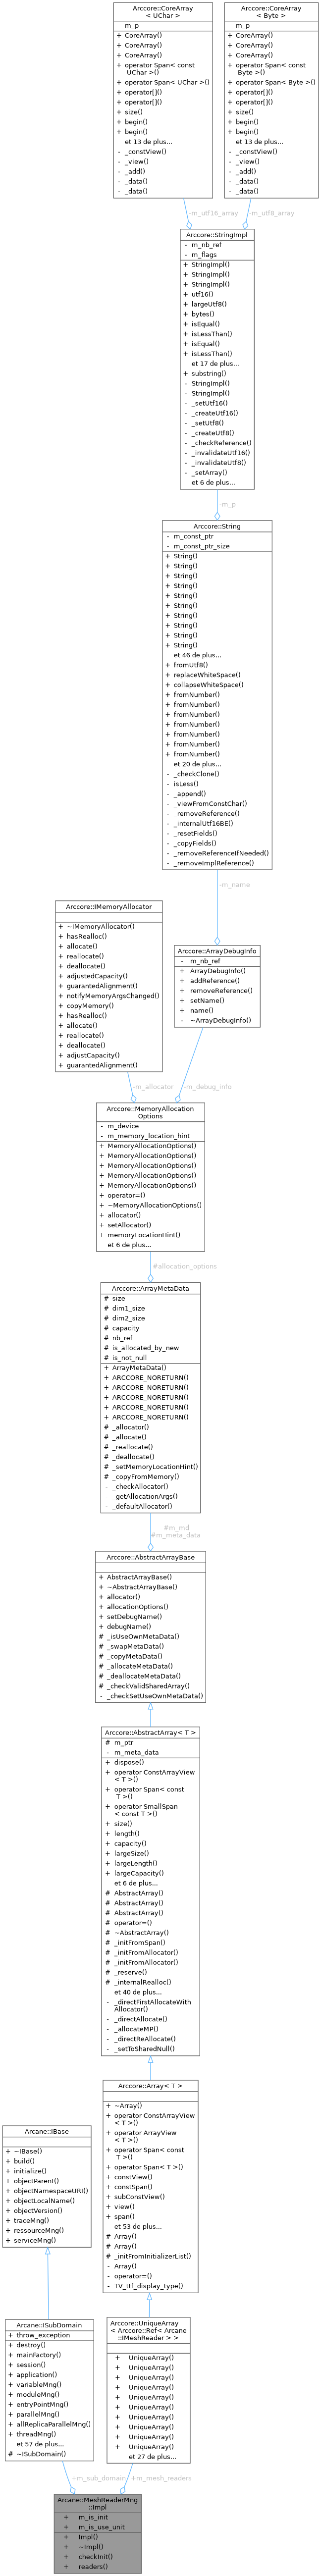 Arccore::CoreArray
< UChar >
- m_p
+ CoreArray()
+ CoreArray()
+ CoreArray()
+ operator Span< const
UChar >()
+ operator Span< UChar >()
+ operator[]()
+ operator[]()
+ size()
+ begin()
+ begin()
et 13 de plus...
- _constView()
- _view()
- _add()
- _data()
- _data()
Arccore::CoreArray
< Byte >
- m_p
+ CoreArray()
+ CoreArray()
+ CoreArray()
+ operator Span< const
Byte >()
+ operator Span< Byte >()
+ operator[]()
+ operator[]()
+ size()
+ begin()
+ begin()
et 13 de plus...
- _constView()
- _view()
- _add()
- _data()
- _data()
-m_utf16_array
-m_utf8_array
Arccore::StringImpl
- m_nb_ref
- m_flags
+ StringImpl()
+ StringImpl()
+ StringImpl()
+ utf16()
+ largeUtf8()
+ bytes()
+ isEqual()
+ isLessThan()
+ isEqual()
+ isLessThan()
et 17 de plus...
+ substring()
- StringImpl()
- StringImpl()
- _setUtf16()
- _createUtf16()
- _setUtf8()
- _createUtf8()
- _checkReference()
- _invalidateUtf16()
- _invalidateUtf8()
- _setArray()
et 6 de plus...
-m_p
Arccore::String
- m_const_ptr
- m_const_ptr_size
+ String()
+ String()
+ String()
+ String()
+ String()
+ String()
+ String()
+ String()
+ String()
+ String()
et 46 de plus...
+ fromUtf8()
+ replaceWhiteSpace()
+ collapseWhiteSpace()
+ fromNumber()
+ fromNumber()
+ fromNumber()
+ fromNumber()
+ fromNumber()
+ fromNumber()
+ fromNumber()
et 20 de plus...
- _checkClone()
- isLess()
- _append()
- _viewFromConstChar()
- _removeReference()
- _internalUtf16BE()
- _resetFields()
- _copyFields()
- _removeReferenceIfNeeded()
- _removeImplReference()
-m_name
Arccore::IMemoryAllocator
+ ~IMemoryAllocator()
+ hasRealloc()
+ allocate()
+ reallocate()
+ deallocate()
+ adjustedCapacity()
+ guarantedAlignment()
+ notifyMemoryArgsChanged()
+ copyMemory()
+ hasRealloc()
+ allocate()
+ reallocate()
+ deallocate()
+ adjustCapacity()
+ guarantedAlignment()
Arccore::ArrayDebugInfo
- m_nb_ref
+ ArrayDebugInfo()
+ addReference()
+ removeReference()
+ setName()
+ name()
- ~ArrayDebugInfo()
-m_allocator
-m_debug_info
Arccore::MemoryAllocation
Options
- m_device
- m_memory_location_hint
+ MemoryAllocationOptions()
+ MemoryAllocationOptions()
+ MemoryAllocationOptions()
+ MemoryAllocationOptions()
+ MemoryAllocationOptions()
+ operator=()
+ ~MemoryAllocationOptions()
+ allocator()
+ setAllocator()
+ memoryLocationHint()
et 6 de plus...
#allocation_options
Arccore::ArrayMetaData
# size
# dim1_size
# dim2_size
# capacity
# nb_ref
# is_allocated_by_new
# is_not_null
+ ArrayMetaData()
+ ARCCORE_NORETURN()
+ ARCCORE_NORETURN()
+ ARCCORE_NORETURN()
+ ARCCORE_NORETURN()
+ ARCCORE_NORETURN()
# _allocator()
# _allocate()
# _reallocate()
# _deallocate()
# _setMemoryLocationHint()
# _copyFromMemory()
- _checkAllocator()
- _getAllocationArgs()
- _defaultAllocator()
#m_md
#m_meta_data
Arccore::AbstractArrayBase
+ AbstractArrayBase()
+ ~AbstractArrayBase()
+ allocator()
+ allocationOptions()
+ setDebugName()
+ debugName()
# _isUseOwnMetaData()
# _swapMetaData()
# _copyMetaData()
# _allocateMetaData()
# _deallocateMetaData()
# _checkValidSharedArray()
- _checkSetUseOwnMetaData()
Arccore::AbstractArray< T >
# m_ptr
- m_meta_data
+ dispose()
+ operator ConstArrayView
< T >()
+ operator Span< const
T >()
+ operator SmallSpan
< const T >()
+ size()
+ length()
+ capacity()
+ largeSize()
+ largeLength()
+ largeCapacity()
et 6 de plus...
# AbstractArray()
# AbstractArray()
# AbstractArray()
# operator=()
# ~AbstractArray()
# _initFromSpan()
# _initFromAllocator()
# _initFromAllocator()
# _reserve()
# _internalRealloc()
et 40 de plus...
- _directFirstAllocateWith
Allocator()
- _directAllocate()
- _allocateMP()
- _directReAllocate()
- _setToSharedNull()
Arccore::Array< T >
+ ~Array()
+ operator ConstArrayView
< T >()
+ operator ArrayView
< T >()
+ operator Span< const
T >()
+ operator Span< T >()
+ constView()
+ constSpan()
+ subConstView()
+ view()
+ span()
et 53 de plus...
# Array()
# Array()
# _initFromInitializerList()
- Array()
- operator=()
- TV_ttf_display_type()
Arcane::IBase
+ ~IBase()
+ build()
+ initialize()
+ objectParent()
+ objectNamespaceURI()
+ objectLocalName()
+ objectVersion()
+ traceMng()
+ ressourceMng()
+ serviceMng()
Arcane::ISubDomain
+ throw_exception
+ destroy()
+ mainFactory()
+ session()
+ application()
+ variableMng()
+ moduleMng()
+ entryPointMng()
+ parallelMng()
+ allReplicaParallelMng()
+ threadMng()
et 57 de plus...
# ~ISubDomain()
Arccore::UniqueArray
< Arccore::Ref< Arcane
::IMeshReader > >
+ UniqueArray()
+ UniqueArray()
+ UniqueArray()
+ UniqueArray()
+ UniqueArray()
+ UniqueArray()
+ UniqueArray()
+ UniqueArray()
+ UniqueArray()
+ UniqueArray()
et 27 de plus...
+m_sub_domain
+m_mesh_readers
Arcane::MeshReaderMng
::Impl
+ m_is_init
+ m_is_use_unit
+ Impl()
+ ~Impl()
+ checkInit()
+ readers()